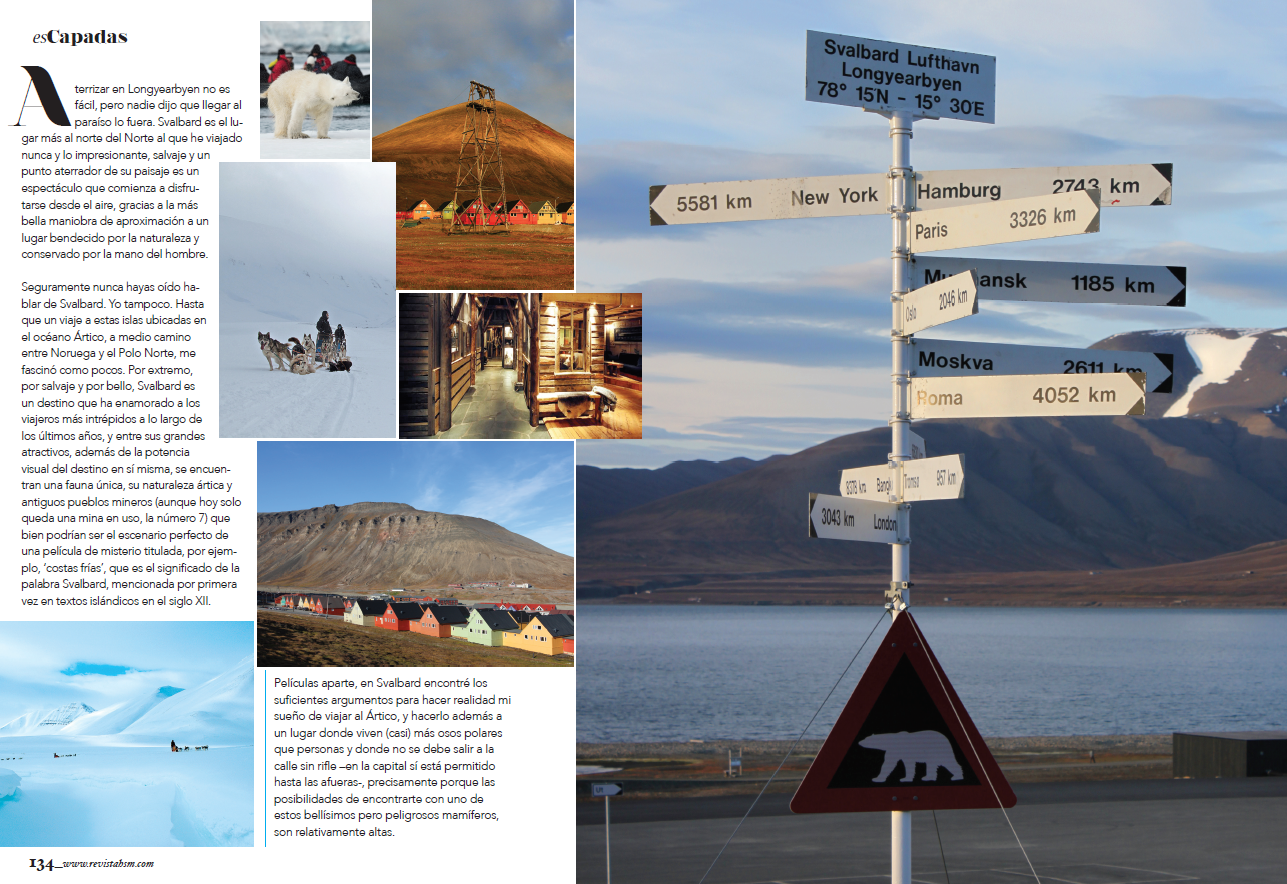 esCapadas
Aterrizar en Longyearbyen no es
fácil, pero nadie dijo que llegar al
paraíso lo fuera. Svalbard es el lu-
gar más al norte del Norte al que he viajado
nunca y lo impresionante, salvaje y un
punto aterrador de su paisaje es un
espectáculo que comienza a disfru-
tarse desde el aire, gracias a la más
bella maniobra de aproximación a un
lugar bendecido por la naturaleza y
conservado por la mano del hombre.
Seguramente nunca hayas oído ha-
blar de Svalbard. Yo tampoco. Hasta
que un viaje a estas islas ubicadas en
el océano Ártico, a medio camino
entre Noruega y el Polo Norte, me
fascinó como pocos. Por extremo,
por salvaje y por bello, Svalbard es
un destino que ha enamorado a los
viajeros más intrépidos a lo largo de
los últimos años, y entre sus grandes
atractivos, además de la potencia
visual del destino en sí misma, se encuen-
tran una fauna única, su naturaleza ártica y
antiguos pueblos mineros (aunque hoy solo
queda una mina en uso, la número 7) que
bien podrían ser el escenario perfecto de
una película de misterio titulada, por ejem-
plo, ‘costas frías’, que es el significado de la
palabra Svalbard, mencionada por primera
vez en textos islándicos en el siglo XII.
Películas aparte, en Svalbard encontré los
suficientes argumentos para hacer realidad mi
sueño de viajar al Ártico, y hacerlo además a
un lugar donde viven (casi) más osos polares
que personas y donde no se debe salir a la
calle sin rifle –en la capital sí está permitido
hasta las afueras-, precisamente porque las
posibilidades de encontrarte con uno de
estos bellísimos pero peligrosos mamíferos,
son relativamente altas.
134_www.revistahsm.com
Svalbard Lufthavn
Longyearbyen
78° 15'N - 15° 30'E
5581 km New York
Hamburg 2743 km
Paris 3326 km
1185 km
Oslo 2046 km
Moskva 2611 km
Roma 4052 km
8378 km
Tromsø 957 km
3043 km London